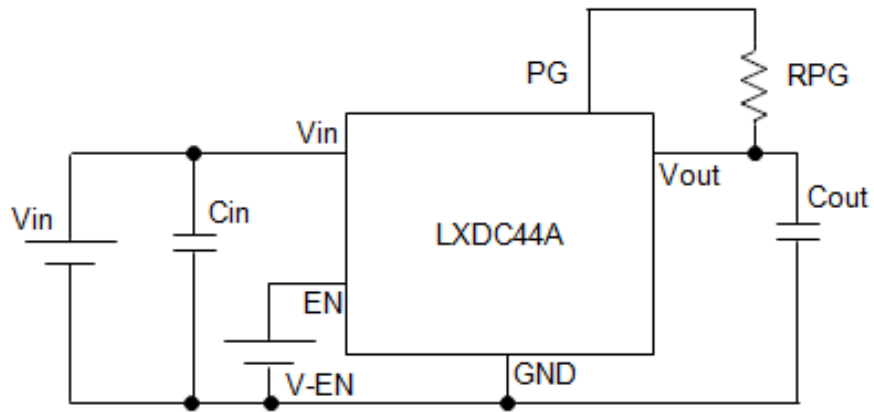 PG
RPG
Vin
Vout
Vin
Cin
Cout
LXDC44A
EN
V-EN
GND